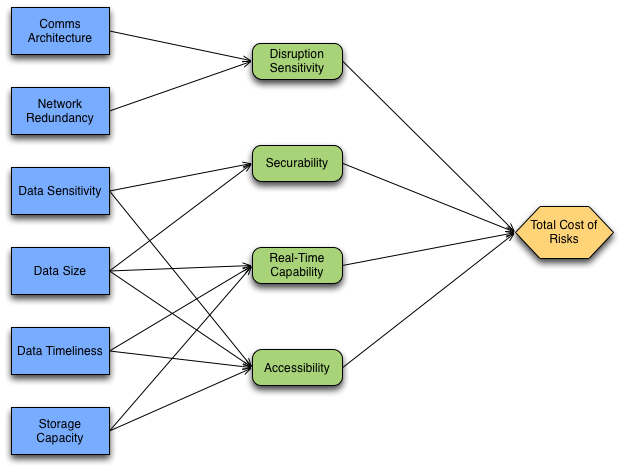 Comms
Architecture
Network
Redundancy
Data Sensitivity
Data Size
Data Timeliness
Storage
Capacity
Disruption
Sensitivity
Securability
Real-Time
Capability
Accessibility
Total Cost of
Risks